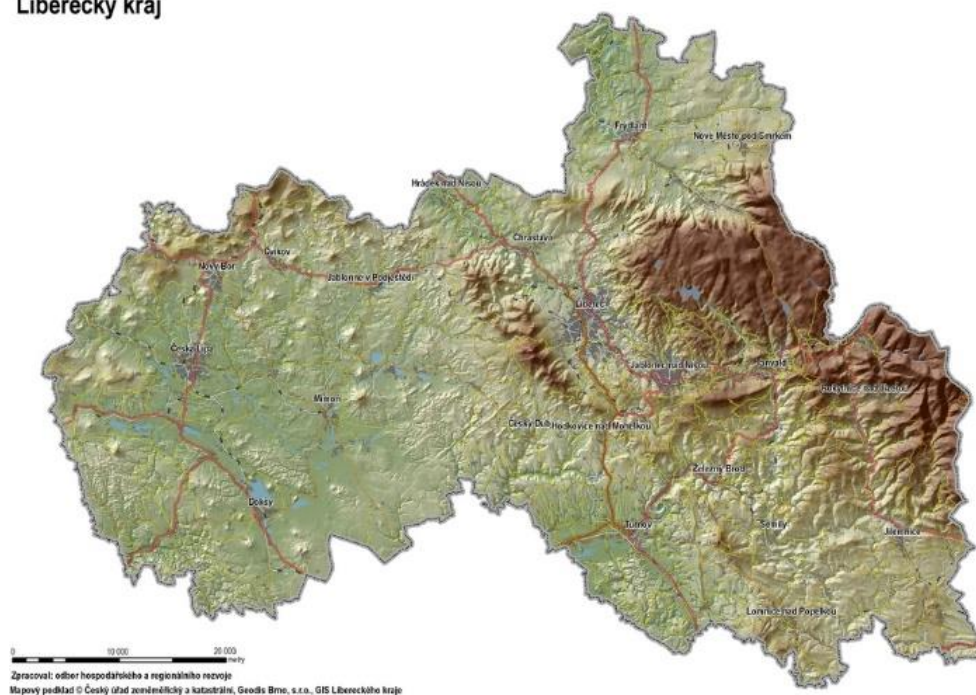 Liberecký kraj
Frýdlant
Nové Město pod Smrkem
Hrádek nad Nisou
Chrastava
Cvikov
Nový Bor
Jablonné v Podještědí
Liberec
Česká Lípa
Jablonec nad Nisou
Tanvald
Rokytnice nad Jizerou
Mimoň
Český Dub
Hodkovice nad Mohelkou
Železný Brod
Doksy
Turnov
Semily
Jilemnice
Lomnice nad Popelkou
0 10 000 20 000
metry
Zpracoval: odbor hospodářského a regionálního rozvoje
Mapový podklad © Český úřad zeměměřický a katastrální, Geodis Brno, s.r.o., GIS Libereckého kraje